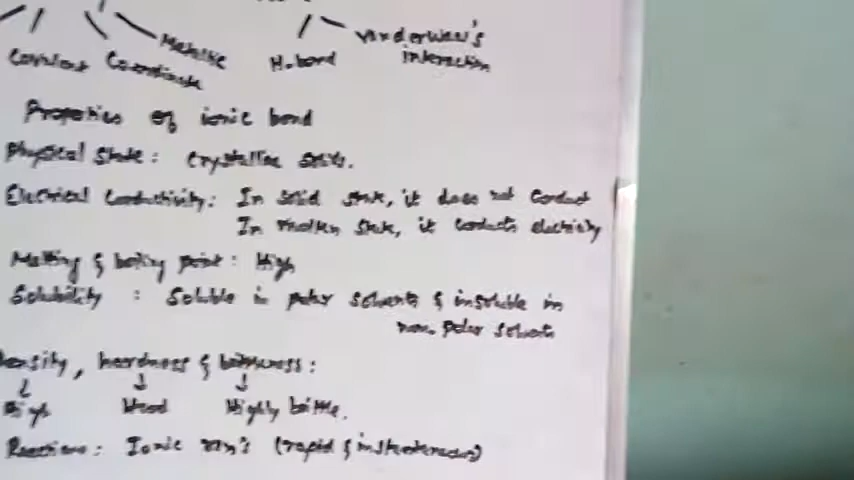 Metallic Vanderwaal's
Covalent Coordinate H-bond interaction
Properties of ionic bond
Physical State: Crystalline solids.
Electrical Conductivity: In solid state, it does not conduct
In molten state, it conducts electricity
Melting & boiling point: High
Solubility : Soluble in polar solvents & insoluble in
non-polar solvents
Density, hardness & brittleness:
High Hard Highly brittle.
Reactions: Ionic rxn's (rapid & instantaneous)